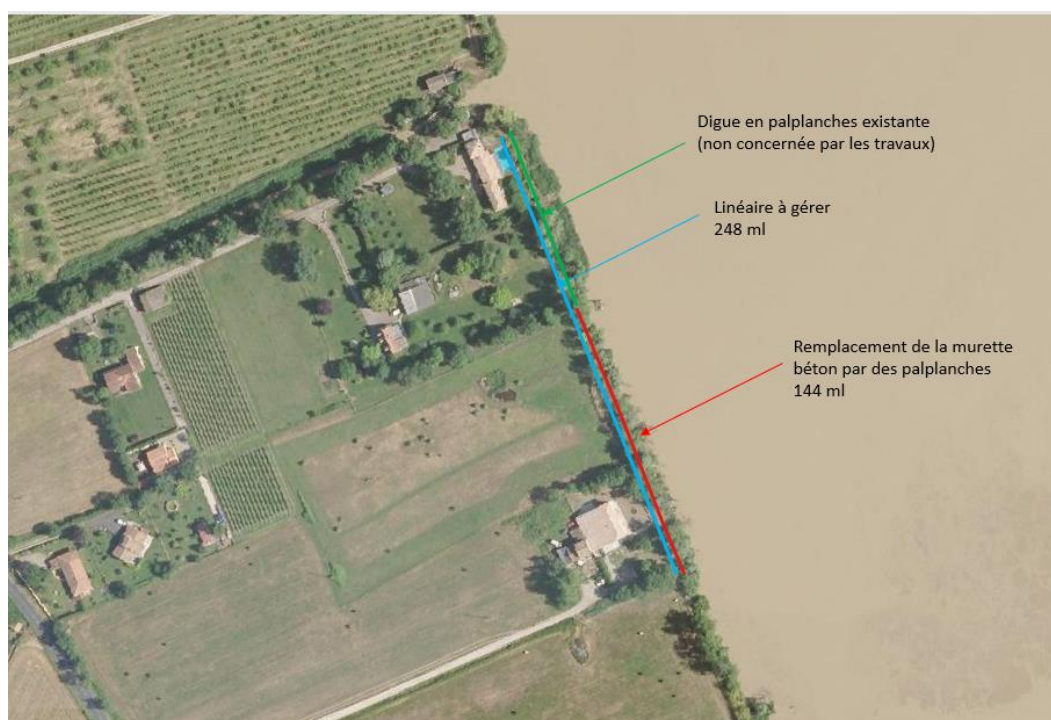 Digue en palplanches existante
(non concernée par les travaux)
Linéaire à gérer
248 ml
Remplacement de la murette
béton par des palplanches
144 ml